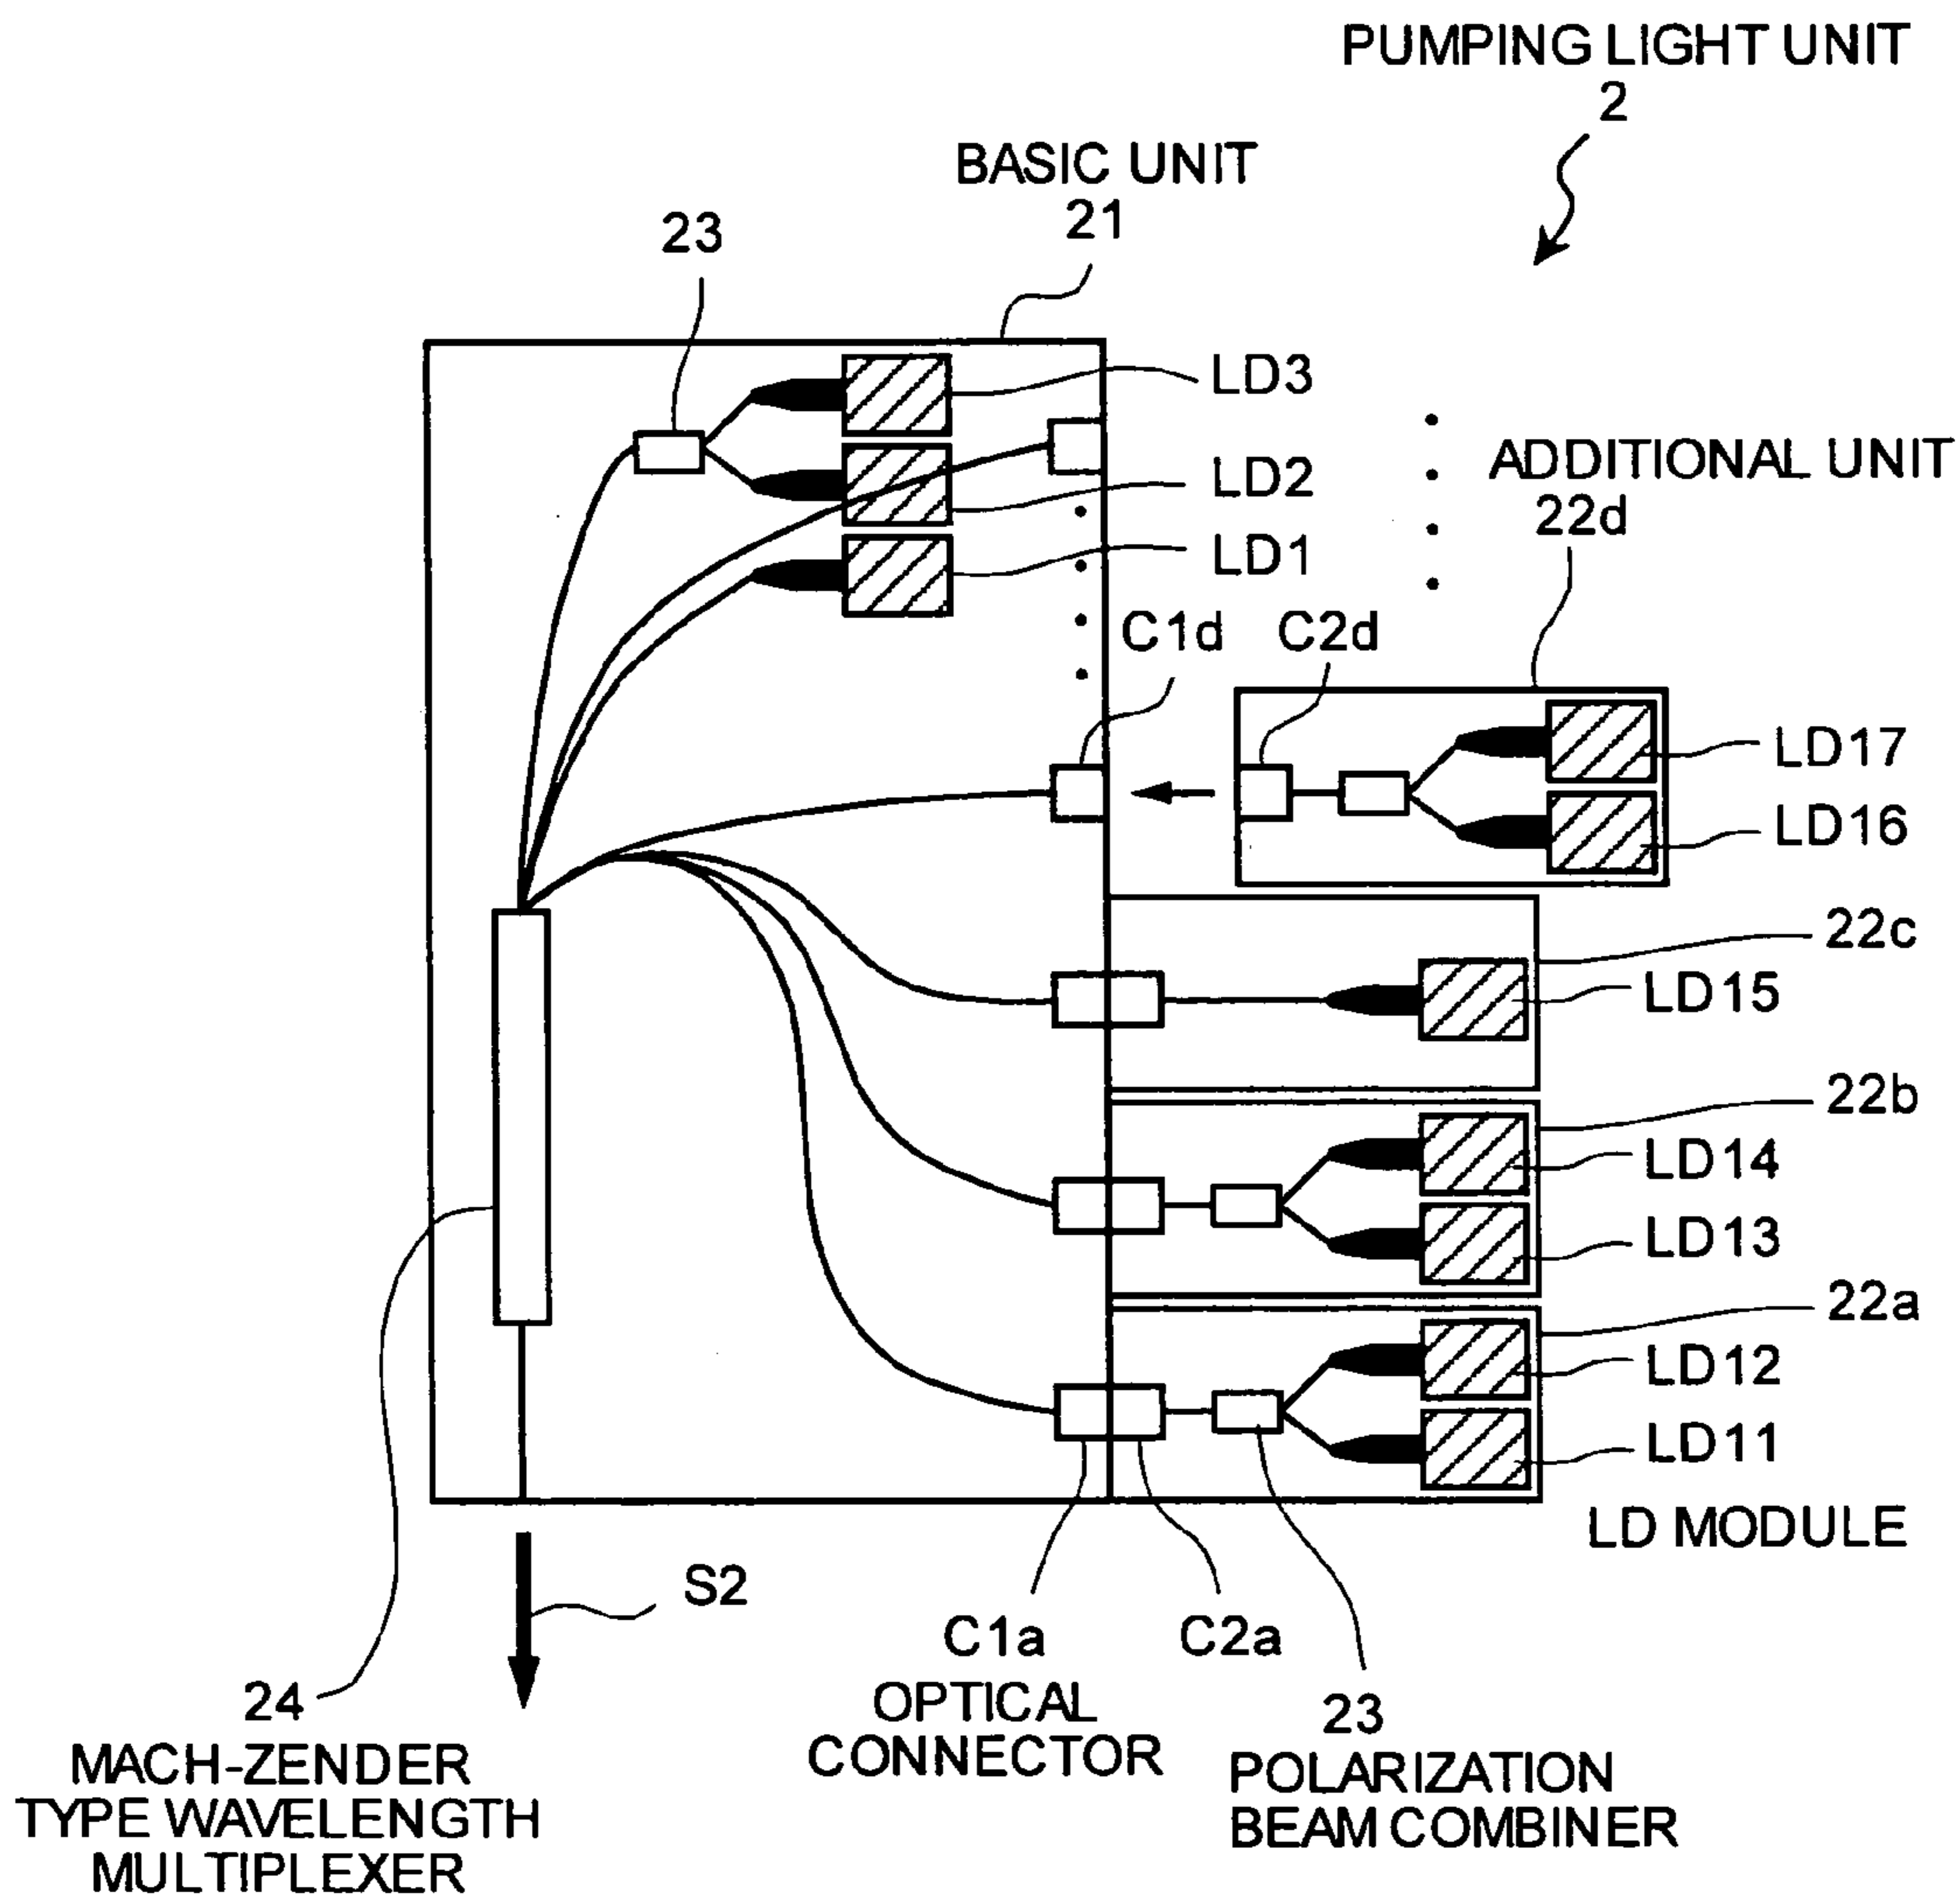 PUMPING LIGHT UNIT
2
BASIC UNIT
21
23
LD3
ADDITIONAL UNIT
22d
LD2
LD1
C1d
C2d
LD17
LD16
22c
LD15
22b
LD14
LD13
22a
LD12
LD11
LD MODULE
S2
C1a
OPTICAL
CONNECTOR
C2a
24
MACH-ZENDER
TYPE WAVELENGTH
MULTIPLEXER
23
POLARIZATION
BEAM COMBINER